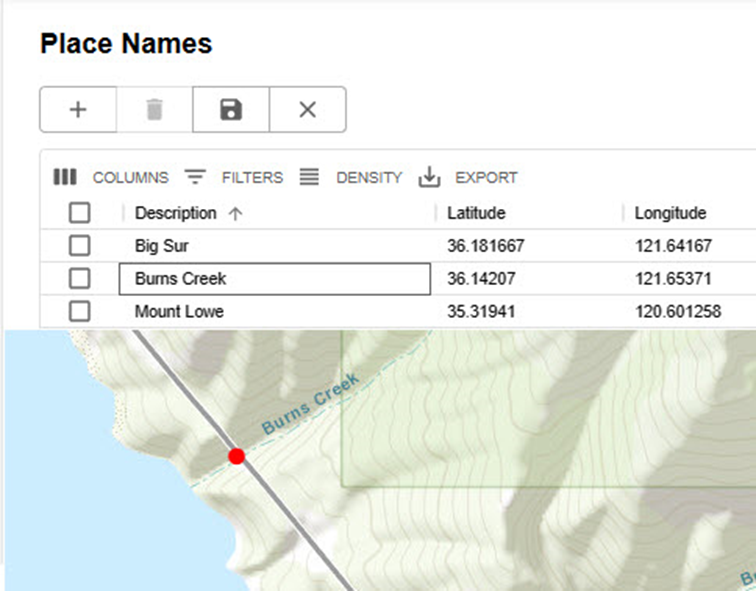 Place Names
COLUMNS FILTERS DENSITY EXPORT
Description Latitude Longitude
Big Sur 36.181667 121.64167
Burns Creek 36.14207 121.65371
Mount Lowe 35.31941 120.601258
Burns Creek